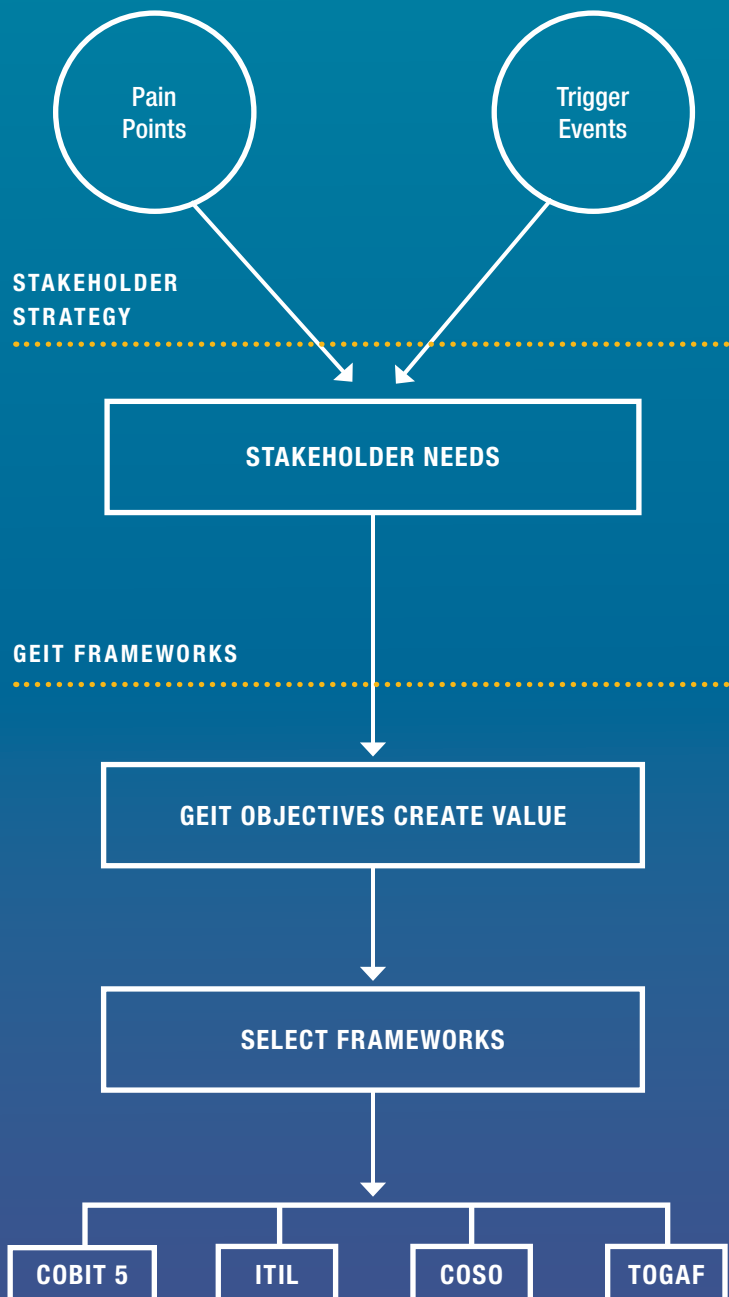 Pain
Points
Trigger
Events
STAKEHOLDER
STRATEGY
STAKEHOLDER NEEDS
GEIT FRAMEWORKS
GEIT OBJECTIVES CREATE VALUE
SELECT FRAMEWORKS
COBIT 5
ITIL
COSO
TOGAF